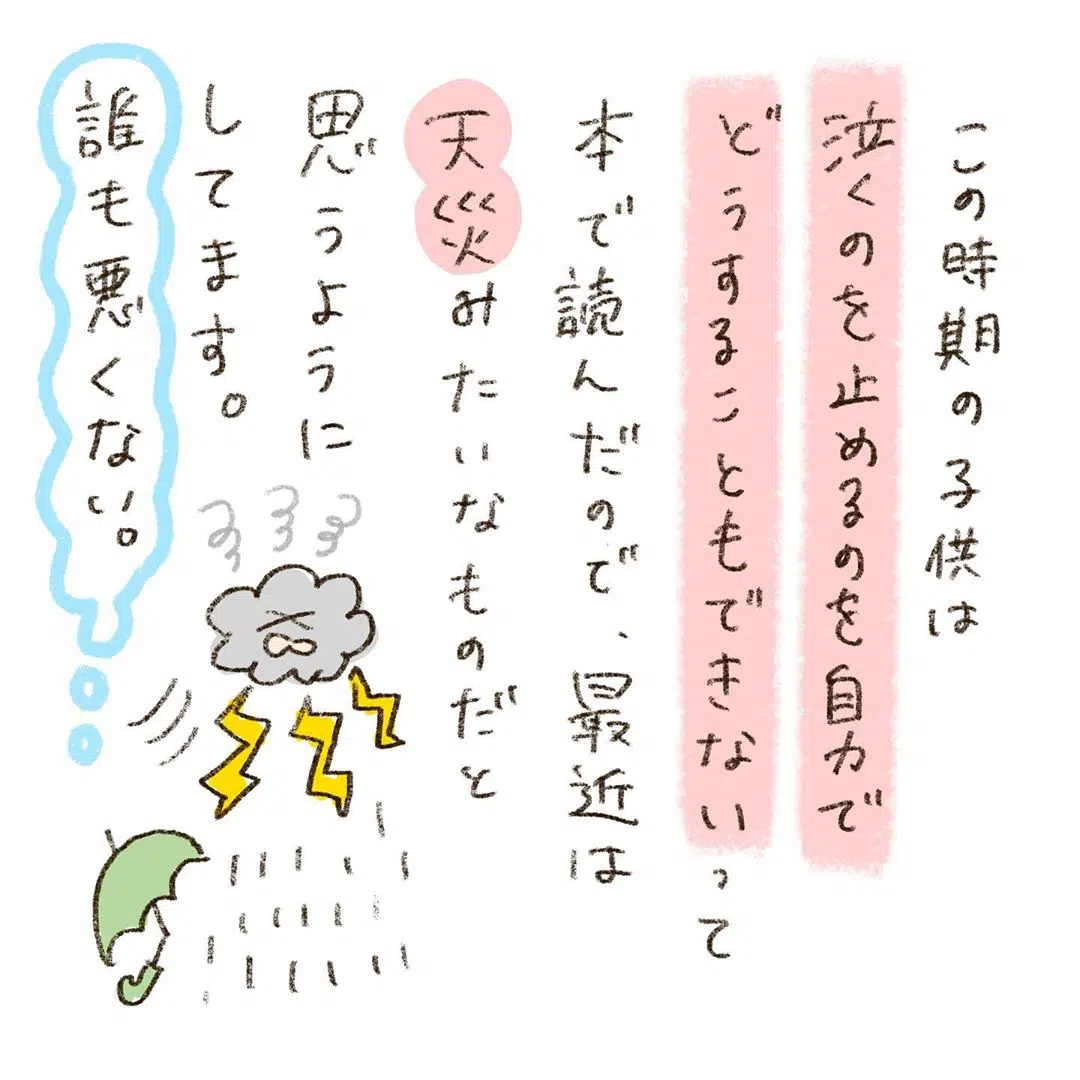 この時期の子供は
泣くのを止めるのを自力で
どうすることもできないって
本で読んだので、最近は
天災みたいなものだと
思うように
してます。
誰も悪くない。